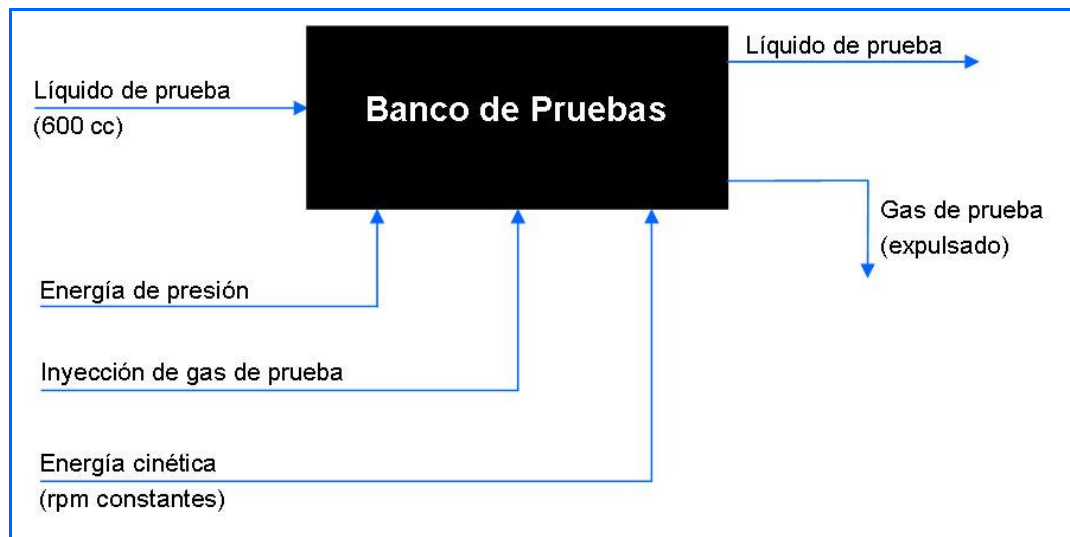 Líquido de prueba
(600 cc)
Banco de Pruebas
Líquido de prueba
Gas de prueba
(expulsado)
Energía de presión
Inyección de gas de prueba
Energía cinética
(rpm constantes)